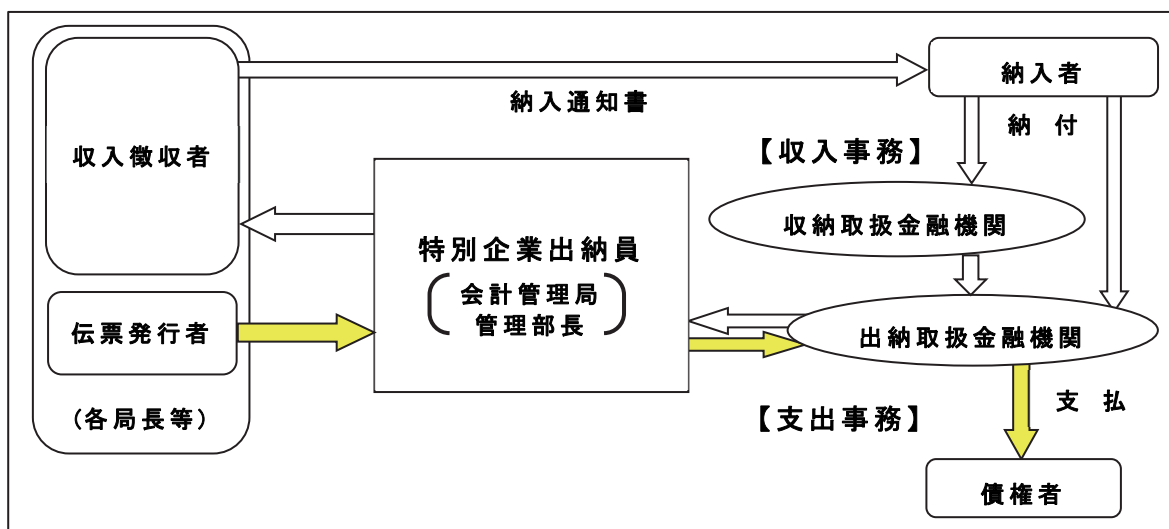 納入者
納入通知書
納付
収入徴収者
【収入事務】
収納取扱金融機関
特別企業出納員
会計管理局
管理部長
伝票発行者
出納取扱金融機関
(各局長等)
【支出事務】
支払
債権者